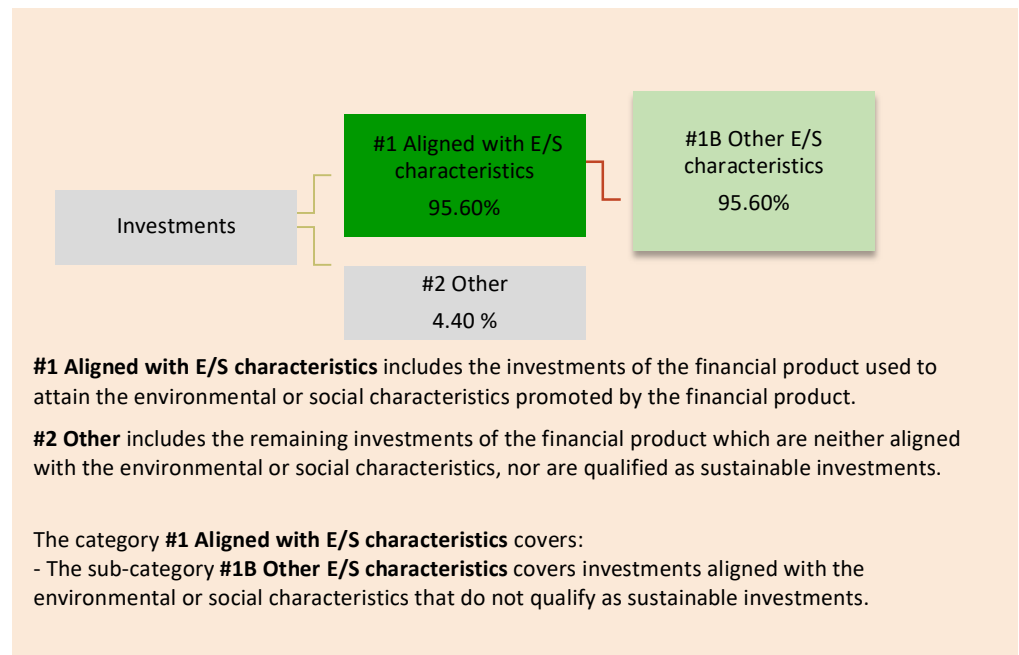 #1 Aligned with E/S
characteristics
95.60%
#1B Other E/S
characteristics
95.60%
Investments
#2 Other
4.40 %
#1 Aligned with E/S characteristics includes the investments of the financial product used to
attain the environmental or social characteristics promoted by the financial product.
#2 Other includes the remaining investments of the financial product which are neither aligned
with the environmental or social characteristics, nor are qualified as sustainable investments.
The category #1 Aligned with E/S characteristics covers:
- The sub-category #1B Other E/S characteristics covers investments aligned with the
environmental or social characteristics that do not qualify as sustainable investments.